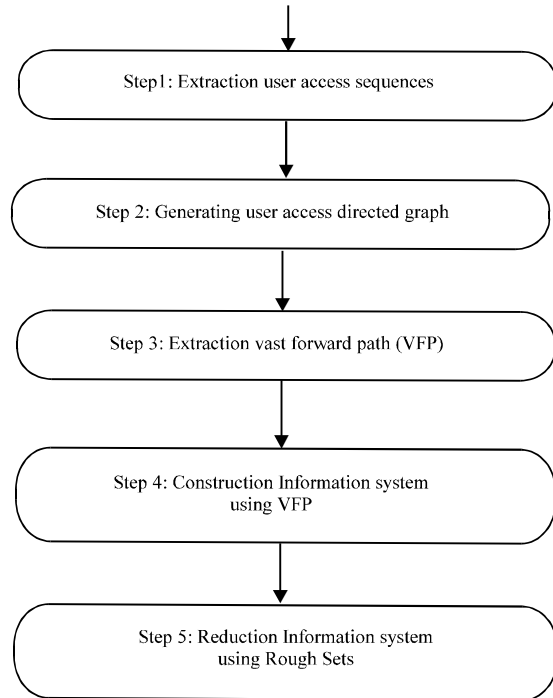 Step1: Extraction user access sequences
Step 2: Generating user access directed graph
Step 3: Extraction vast forward path (VFP)
Step 4: Construction Information system
using VFP
Step 5: Reduction Information system
using Rough Sets